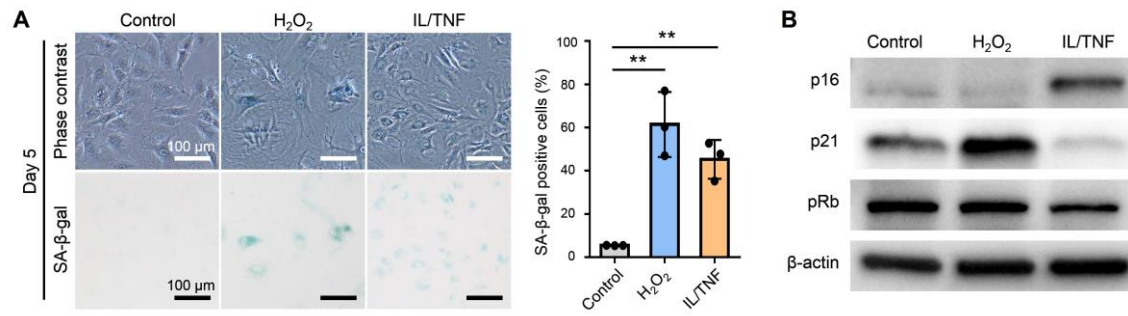 A
Control
H₂O₂
IL/TNF
Day 5
Phase contrast
100 μm
SA-β-gal
100 μm
SA-β-gal positive cells (%)
100
80
60
40
20
0
**
**
Control
H₂O₂
IL/TNF
B
Control
H₂O₂
IL/TNF
p16
p21
pRb
β-actin